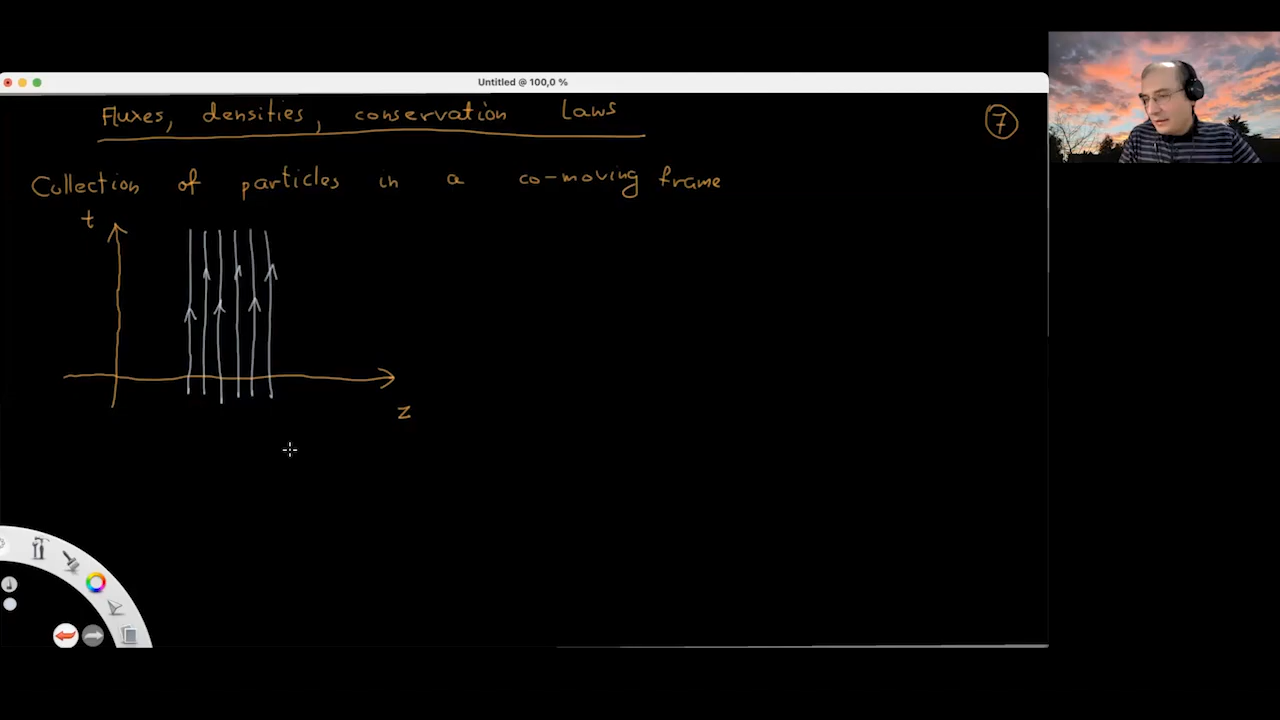 Untitled @ 100,0 %
Fluxes, densities, conservation laws
7
Collection of particles in a co-moving frame
t
z